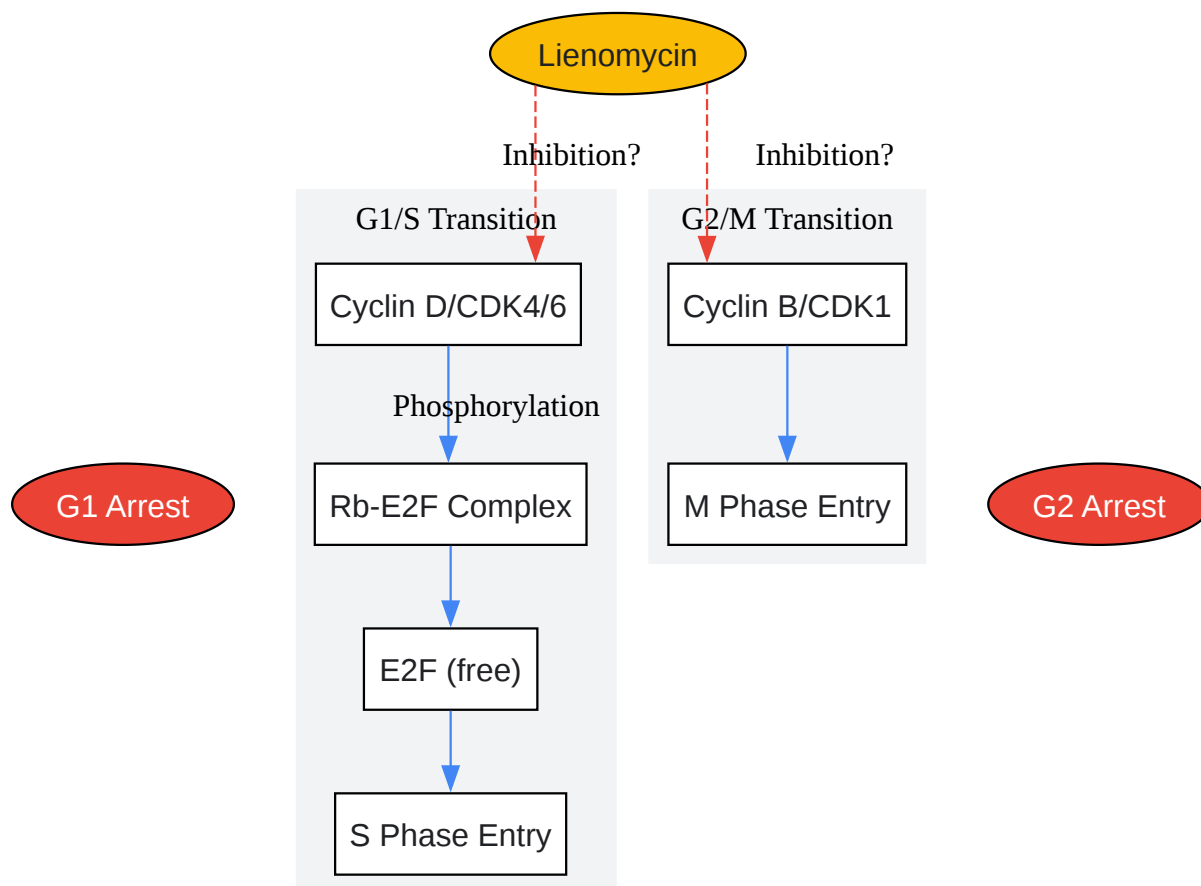 Lienomycin
Inhibition?
Inhibition?
G1/S Transition
G2/M Transition
Cyclin D/CDK4/6
Cyclin B/CDK1
Phosphorylation
G1 Arrest
Rb-E2F Complex
M Phase Entry
G2 Arrest
E2F (free)
S Phase Entry